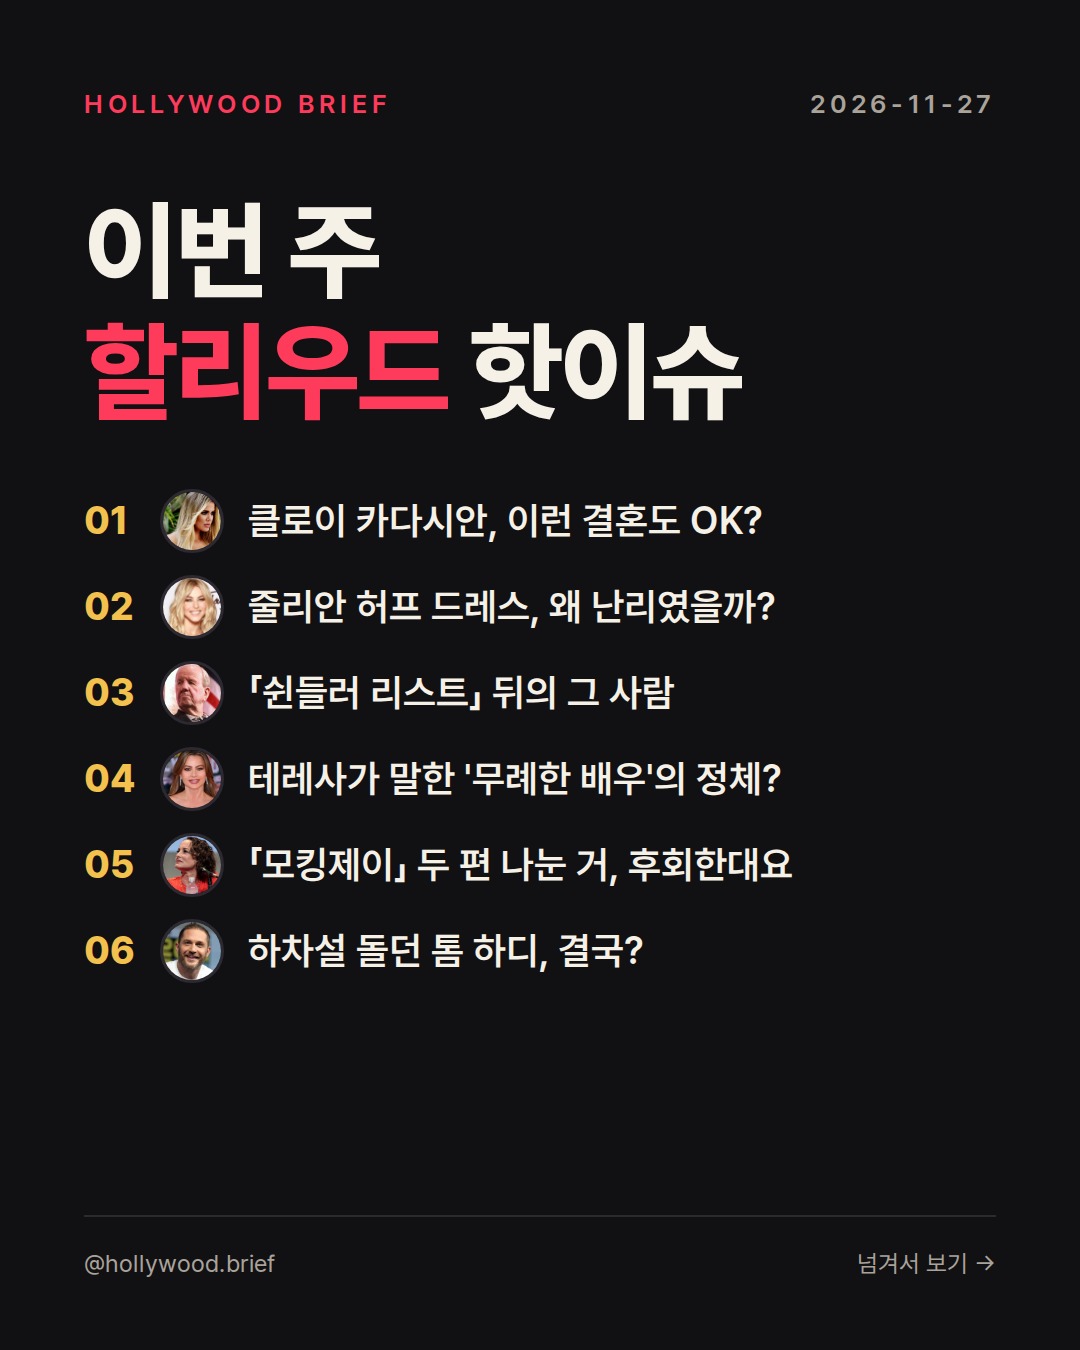 HOLLYWOOD BRIEF
2026-11-27
이번 주
할리우드 핫이슈
01 클로이 카다시안, 이런 결혼도 OK?
02 줄리안 허프 드레스, 왜 난리였을까?
03 「쉰들러 리스트」 뒤의 그 사람
04 테레사가 말한 '무례한 배우'의 정체?
05 「모킹제이」 두 편 나눈 거, 후회한대요
06 하차설 돌던 톰 하디, 결국?
@hollywood.brief
넘겨서 보기 →